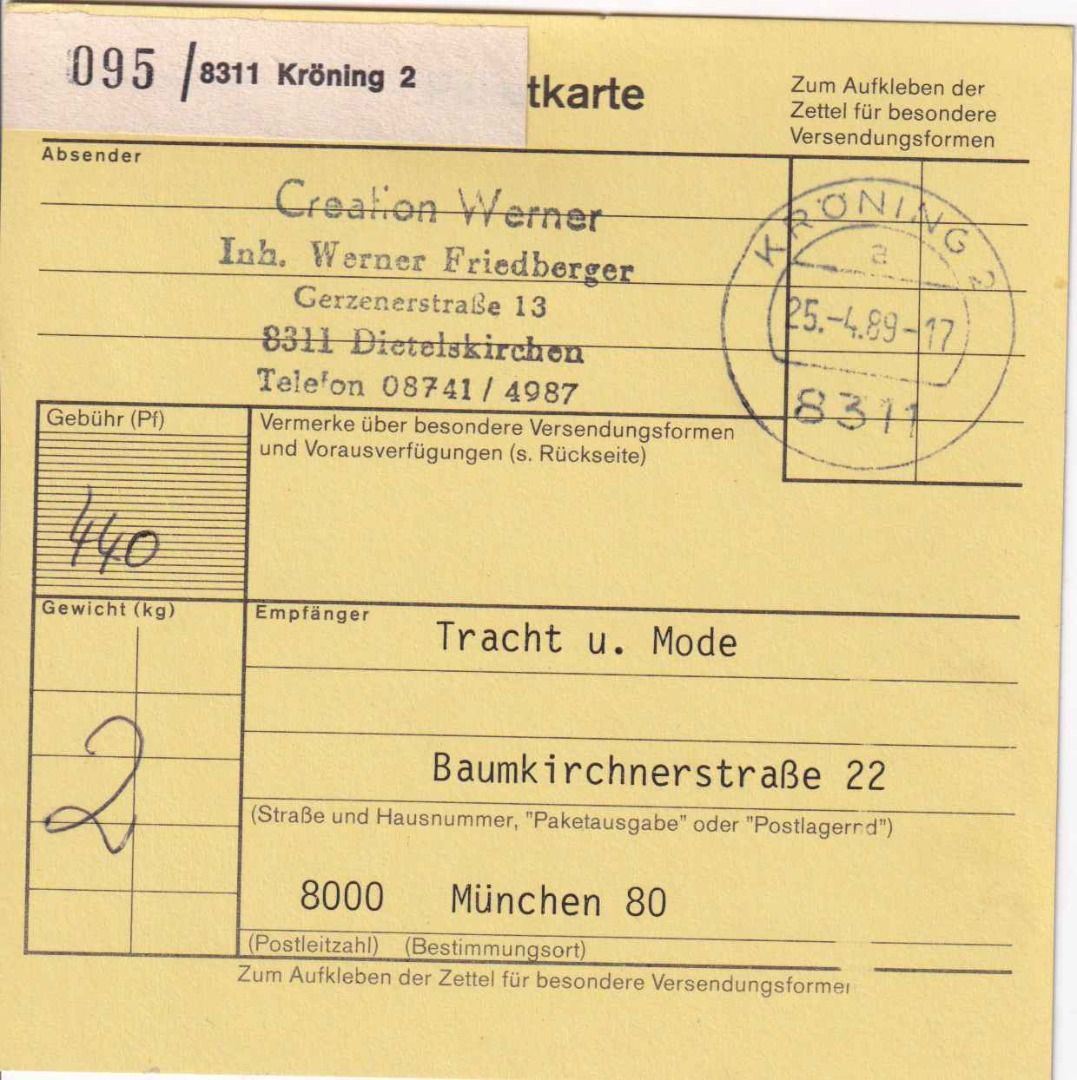 095 / 8311 Kröning 2
tkarte
Zum Aufkleben der
Zettel für besondere
Versendungsformen
Absender
Creation Werner
Inh. Werner Friedberger
Gerzenerstraße 13
8311 Dietelskirchen
Telefon 08741 / 4987
KRÖNING 2
a
25.-4.89-17
8311
Gebühr (Pf)
440
Vermerke über besondere Versendungsformen
und Vorausverfügungen (s. Rückseite)
Gewicht (kg)
2
Empfänger
Tracht u. Mode
Baumkirchnerstraße 22
(Straße und Hausnummer, "Paketausgabe" oder "Postlagernd")
8000 München 80
(Postleitzahl) (Bestimmungsort)
Zum Aufkleben der Zettel für besondere Versendungsformen